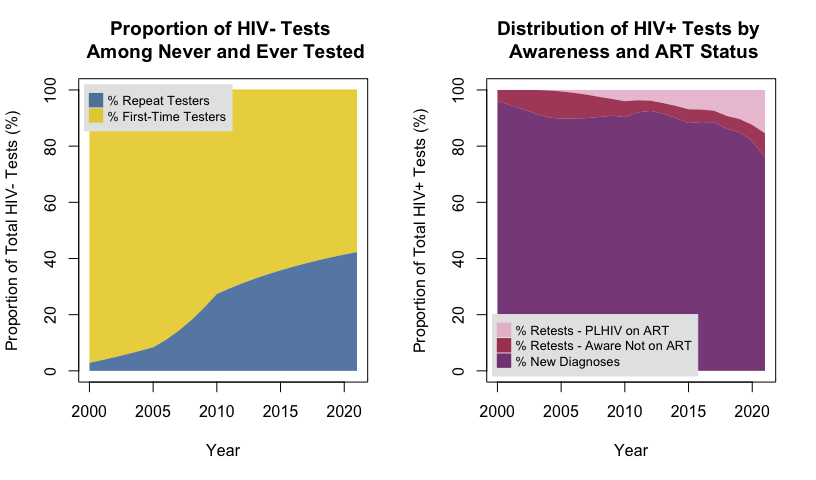 Proportion of HIV- Tests
Among Never and Ever Tested
Proportion of Total HIV- Tests (%)
100
80
60
40
20
0
% Repeat Testers
% First-Time Testers
2000
2005
2010
2015
2020
Year
Distribution of HIV+ Tests by
Awareness and ART Status
Proportion of Total HIV+ Tests (%)
100
80
60
40
20
0
% Retests - PLHIV on ART
% Retests - Aware Not on ART
% New Diagnoses
2000
2005
2010
2015
2020
Year